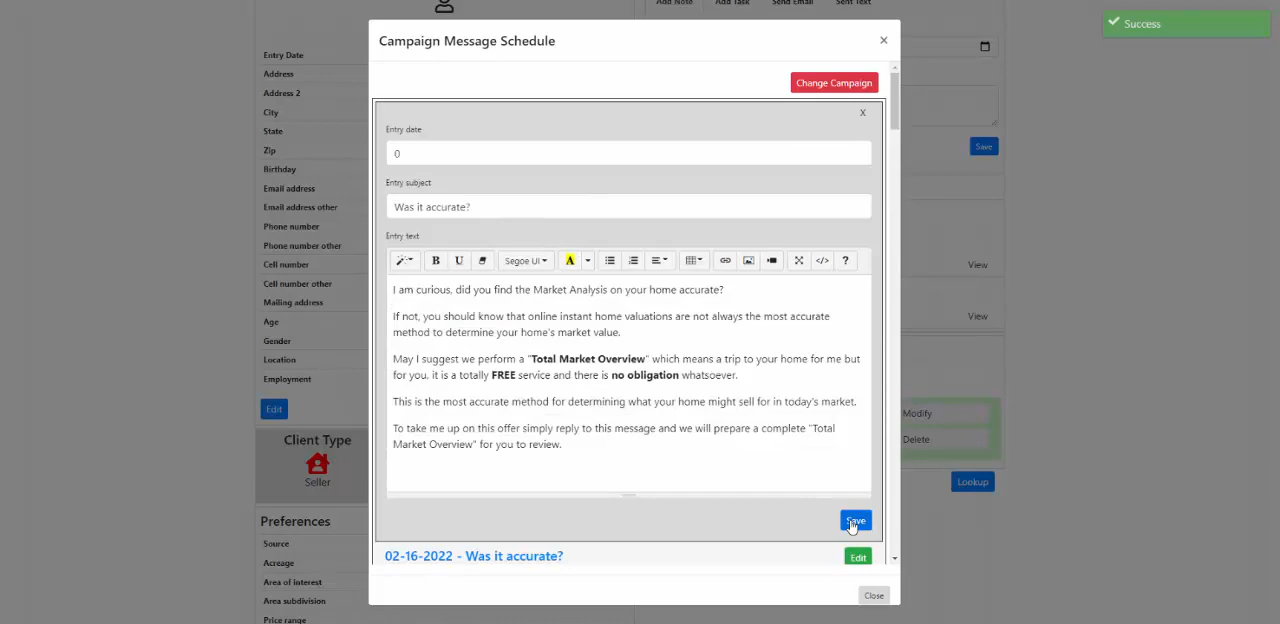 Add Note Add Task Send Email Sent Text
Success
Campaign Message Schedule
×
Change Campaign
X
Entry date
0
Entry subject
Was it accurate?
Entry text
B U Segoe UI A </> ?
I am curious, did you find the Market Analysis on your home accurate?
If not, you should know that online instant home valuations are not always the most accurate
method to determine your home's market value.
May I suggest we perform a "Total Market Overview" which means a trip to your home for me but
for you, it is a totally FREE service and there is no obligation whatsoever.
This is the most accurate method for determining what your home might sell for in today's market.
To take me up on this offer simply reply to this message and we will prepare a complete "Total
Market Overview" for you to review.
Save
02-16-2022 - Was it accurate?
Edit
Close
Entry Date
Address
Address 2
City
State
Zip
Birthday
Email address
Email address other
Phone number
Phone number other
Cell number
Cell number other
Mailing address
Age
Gender
Location
Employment
Edit
Client Type
Seller
Preferences
Source
Acreage
Area of interest
Area subdivision
Price range
Save
View
View
Modify
Delete
Lookup